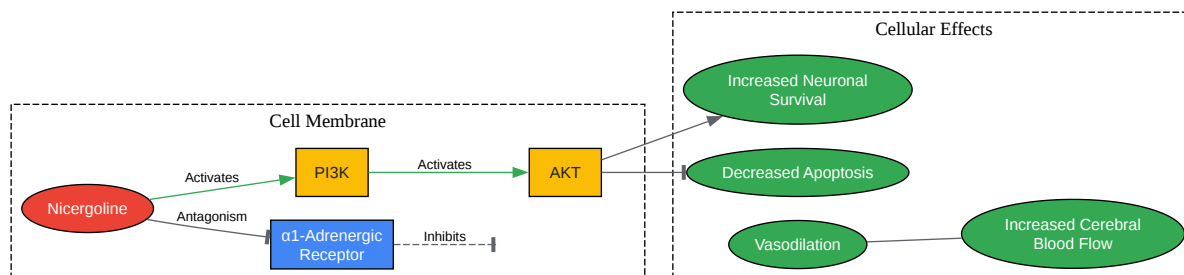 Cellular Effects
Increased Neuronal
Survival
Cell Membrane
Activates
PI3K
Activates
AKT
Decreased Apoptosis
Nicergoline
Antagonism
α1-Adrenergic
Receptor
Inhibits
Vasodilation
Increased Cerebral
Blood Flow